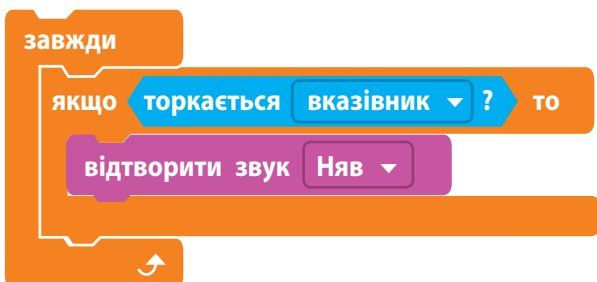 завжди
якщо торкається вказівник ? то
відтворити звук Няв